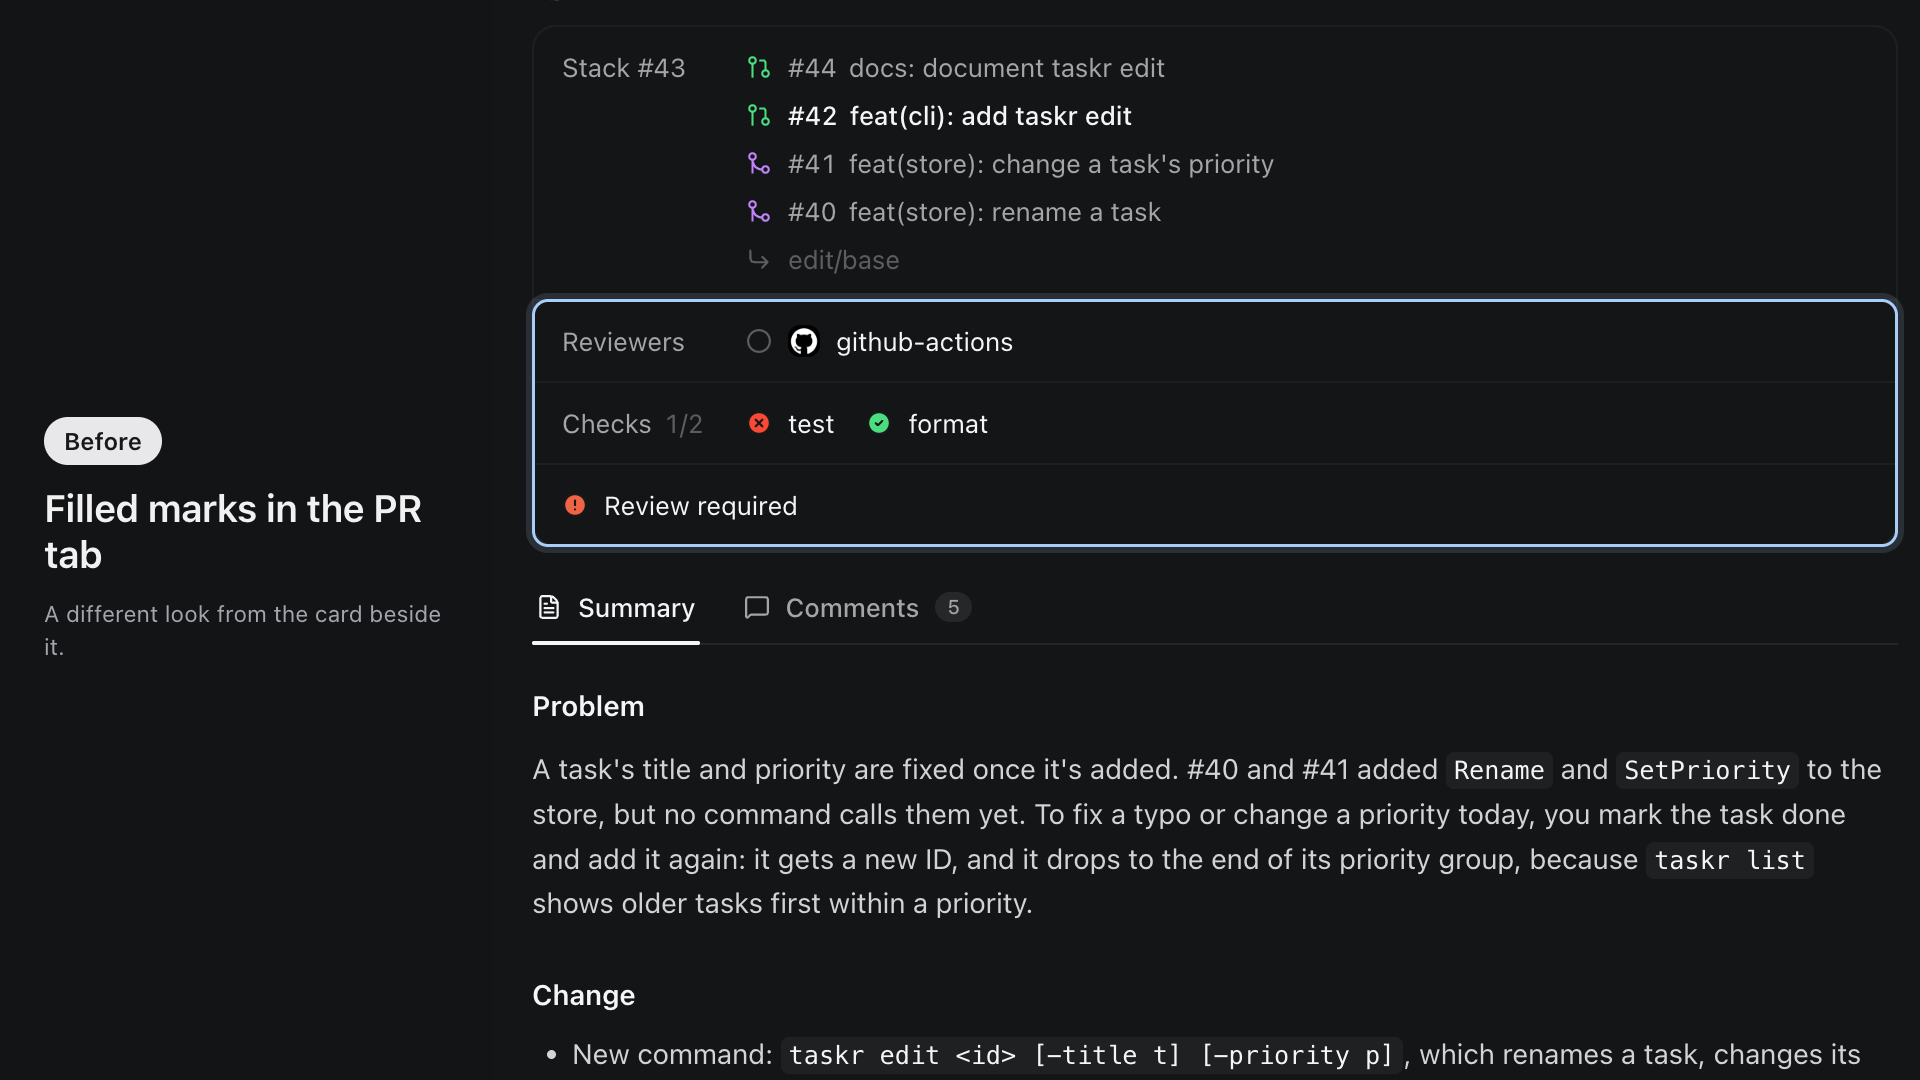 Before
Filled marks in the PR
tab
A different look from the card beside
it.
Stack #43
#44 docs: document taskr edit
#42 feat(cli): add taskr edit
#41 feat(store): change a task's priority
#40 feat(store): rename a task
edit/base
Reviewers github-actions
Checks 1/2 test format
Review required
Summary Comments 5
Problem
A task's title and priority are fixed once it's added. #40 and #41 added Rename and SetPriority to the
store, but no command calls them yet. To fix a typo or change a priority today, you mark the task done
and add it again: it gets a new ID, and it drops to the end of its priority group, because taskr list
shows older tasks first within a priority.
Change
• New command: taskr edit <id> [-title t] [-priority p], which renames a task, changes its